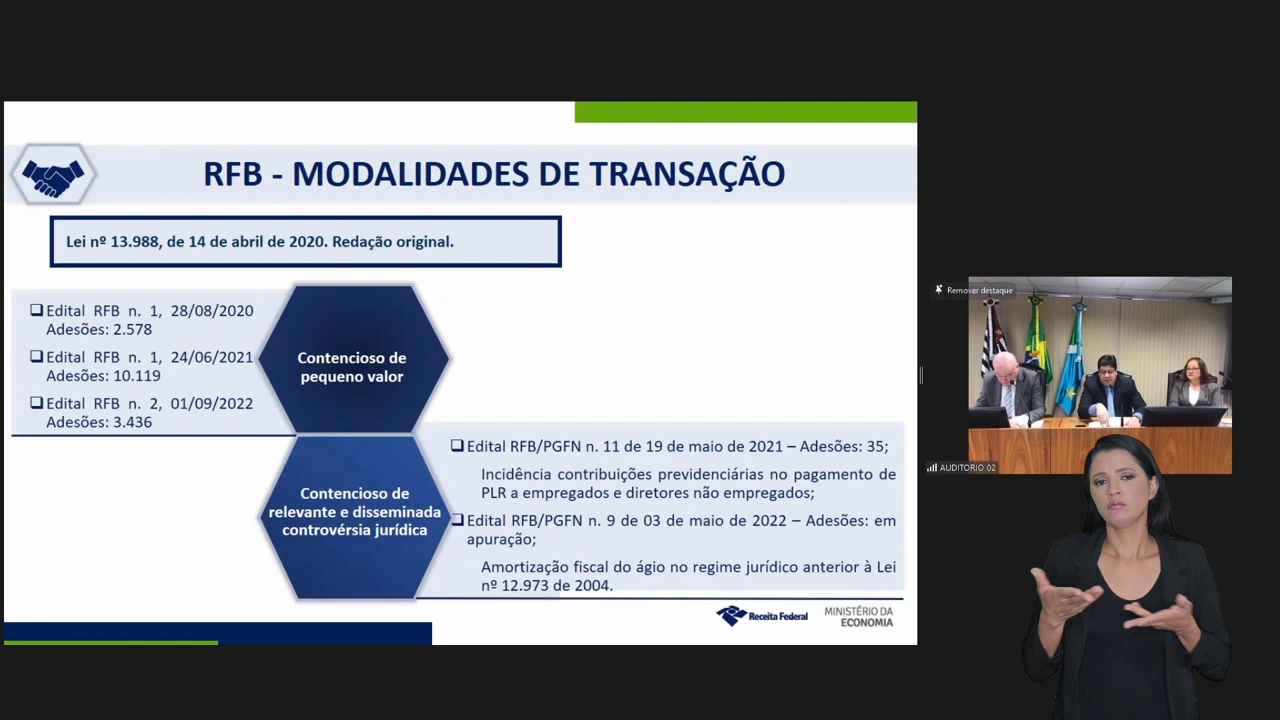 RFB - MODALIDADES DE TRANSAÇÃO
Lei nº 13.988, de 14 de abril de 2020. Redação original.
Edital RFB n. 1, 28/08/2020
Adesões: 2.578
Edital RFB n. 1, 24/06/2021
Adesões: 10.119
Edital RFB n. 2, 01/09/2022
Adesões: 3.436
Contencioso de
pequeno valor
Contencioso de
relevante e disseminada
controvérsia jurídica
Edital RFB/PGFN n. 11 de 19 de maio de 2021 – Adesões: 35;
Incidência contribuições previdenciárias no pagamento de
PLR a empregados e diretores não empregados;
Edital RFB/PGFN n. 9 de 03 de maio de 2022 – Adesões: em
apuração;
Amortização fiscal do ágio no regime jurídico anterior à Lei
nº 12.973 de 2004.
Receita Federal
MINISTÉRIO DA
ECONOMIA
Remover destaque
AUDITORIO 02